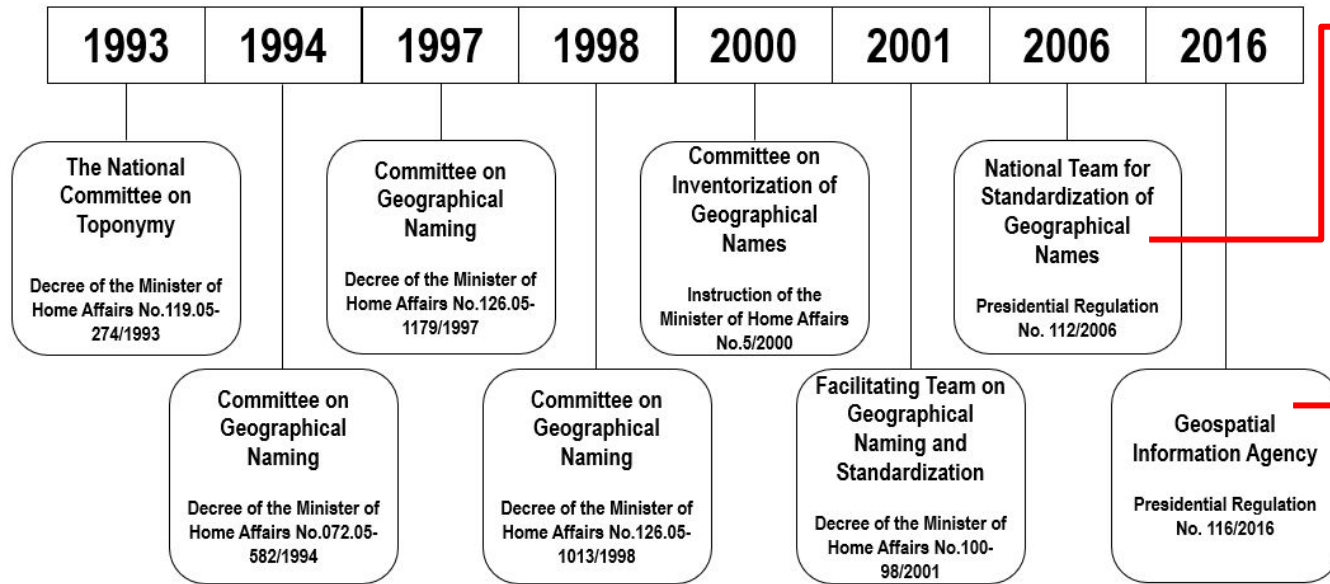 1993 1994 1997 1998 2000 2001 2006 2016
The National
Committee on
Toponymy
Decree of the Minister of
Home Affairs No.119.05-
274/1993
Committee on
Geographical
Naming
Decree of the Minister of
Home Affairs No.072.05-
582/1994
Committee on
Geographical
Naming
Decree of the Minister of
Home Affairs No.126.05-
1179/1997
Committee on
Geographical
Naming
Decree of the Minister of
Home Affairs No.126.05-
1013/1998
Committee on
Inventorization of
Geographical
Names
Instruction of the
Minister of Home Affairs
No.5/2000
Facilitating Team on
Geographical
Naming and
Standardization
Decree of the Minister of
Home Affairs No.100-
98/2001
National Team for
Standardization of
Geographical
Names
Presidential Regulation
No. 112/2006
Geospatial
Information Agency
Presidential Regulation
No. 116/2016